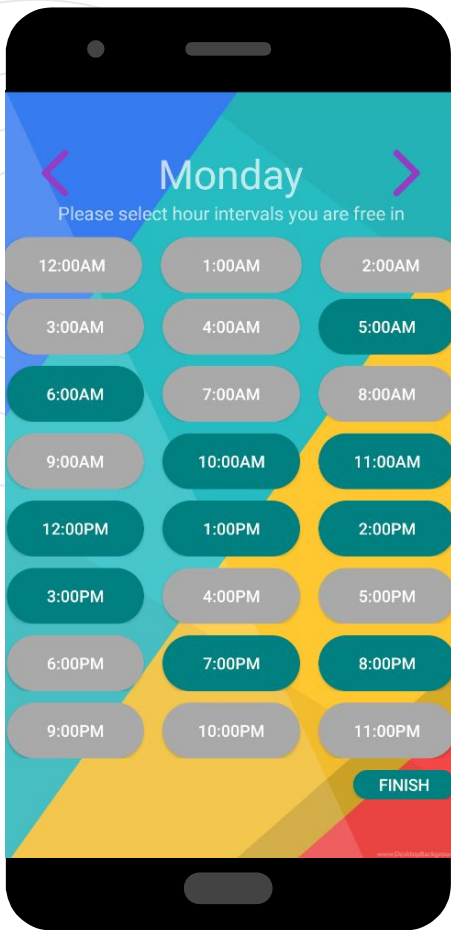 Monday
Please select hour intervals you are free in
12:00AM 1:00AM 2:00AM
3:00AM 4:00AM 5:00AM
6:00AM 7:00AM 8:00AM
9:00AM 10:00AM 11:00AM
12:00PM 1:00PM 2:00PM
3:00PM 4:00PM 5:00PM
6:00PM 7:00PM 8:00PM
9:00PM 10:00PM 11:00PM
FINISH